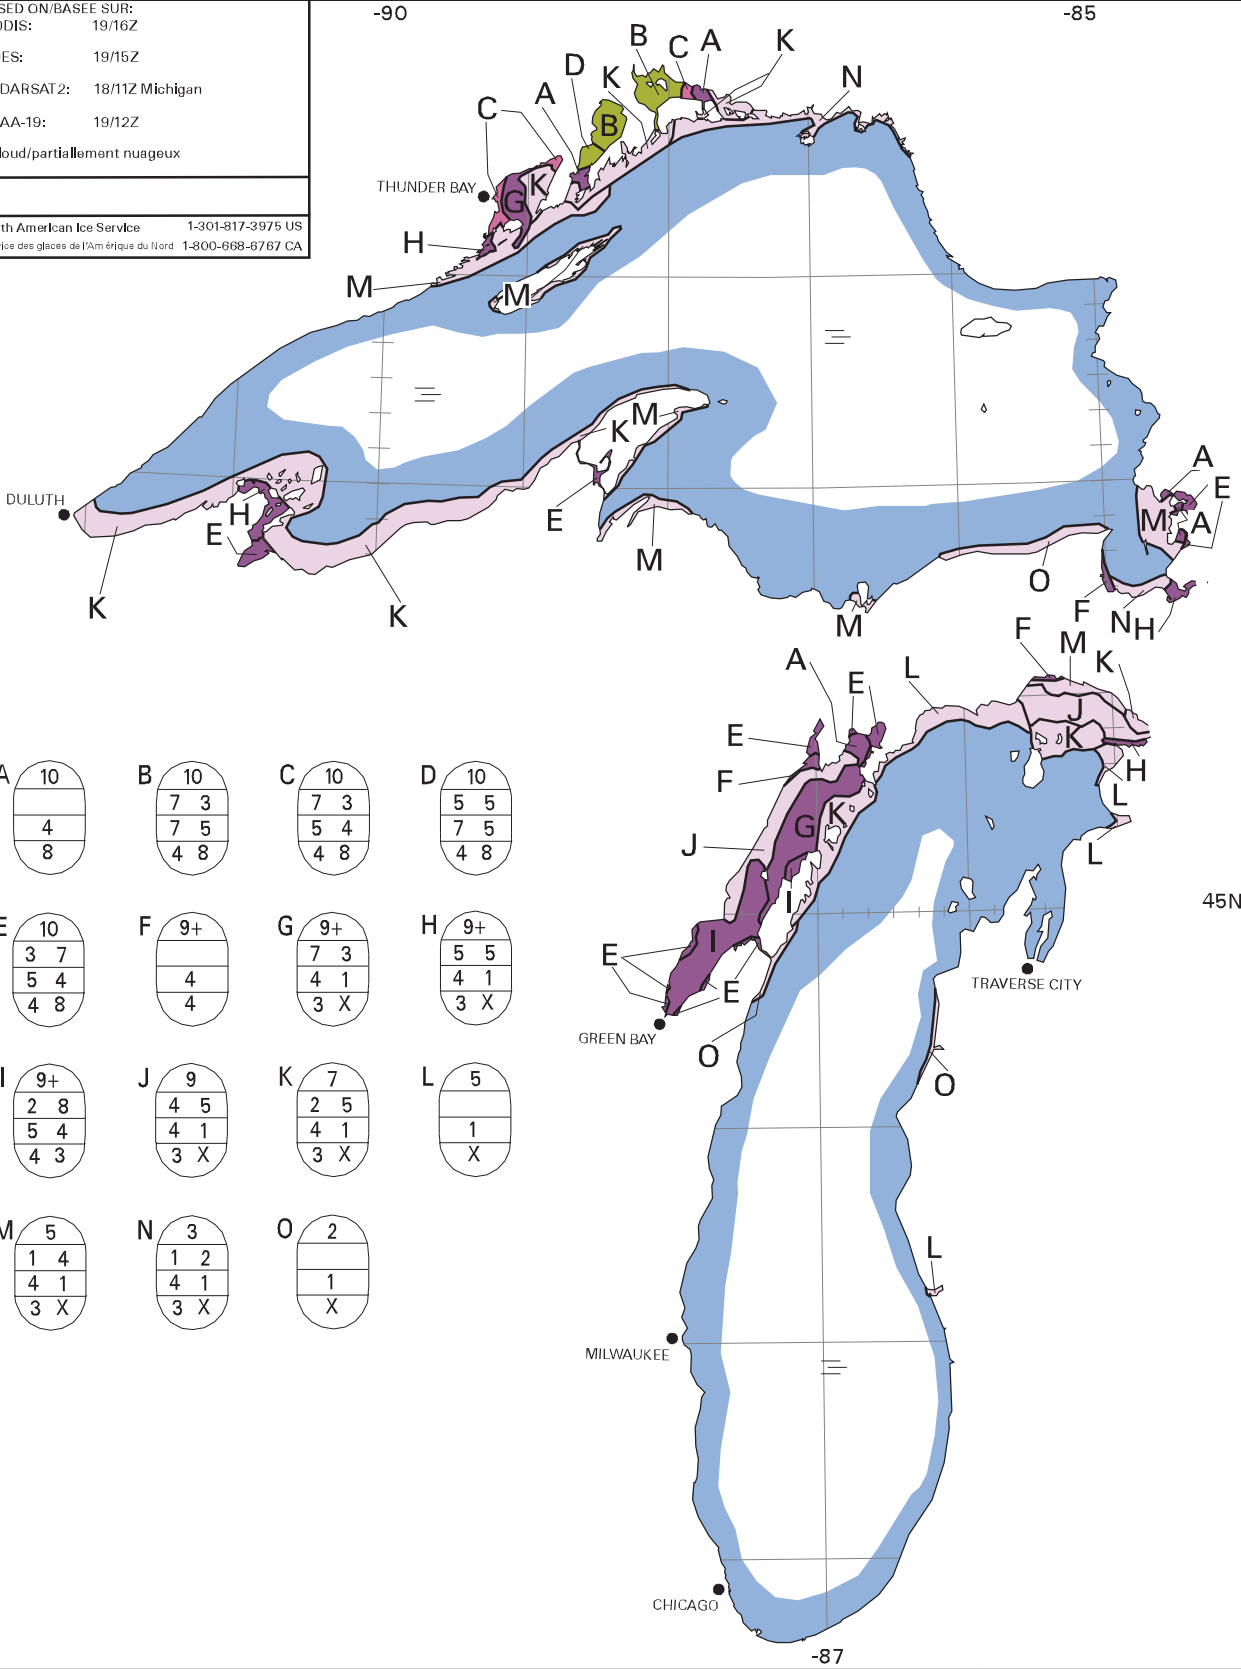 SED ON/BASEE SUR:
-90
-85
ODIS: 19/16Z
ES: 19/15Z
DARSAT2: 18/11Z Michigan
AA-19: 19/12Z
loud/partiallement nuageux
rth American Ice Service 1-301-817-3975 US
vice des glaces de l'Amérique du Nord 1-800-668-6767 CA
B
C
A
K
D
K
N
A
C
B
THUNDER BAY
K
G
H
M
M
M
K
DULUTH
H
E
E
M
K
K
M
A
E
M
A
O
F
N
H
F
M
K
A
E
L
J
K
E
F
H
L
G
K
J
L
I
45N
I
E
E
TRAVERSE CITY
GREEN BAY
O
O
L
MILWAUKEE
CHICAGO
-87
A 10
4
8
B 10
7 3
7 5
4 8
C 10
7 3
5 4
4 8
D 10
5 5
7 5
4 8
E 10
3 7
5 4
4 8
F 9+
4
4
G 9+
7 3
4 1
3 X
H 9+
5 5
4 1
3 X
I 9+
2 8
5 4
4 3
J 9
4 5
4 1
3 X
K 7
2 5
4 1
3 X
L 5
1
X
M 5
1 4
4 1
3 X
N 3
1 2
4 1
3 X
O 2
1
X